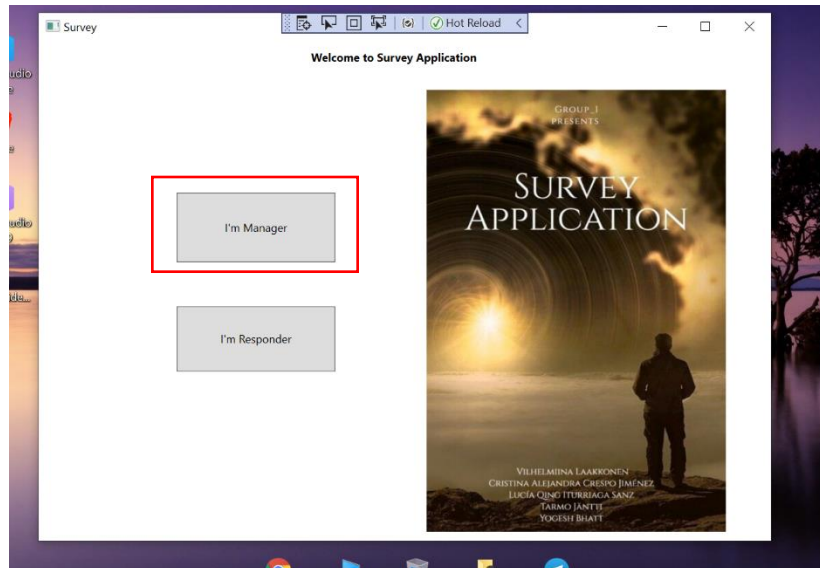 Survey
Hot Reload
Welcome to Survey Application
I'm Manager
I'm Responder
GROUP_1
PRESENTS
SURVEY
APPLICATION
VILHELMIINA LAAKKONEN
CRISTINA ALEJANDRA CRESPO JIMÉNEZ
LUCÍA QING ITURRIAGA SANZ
TARMO JÄNTTI
YOGESH BHATT